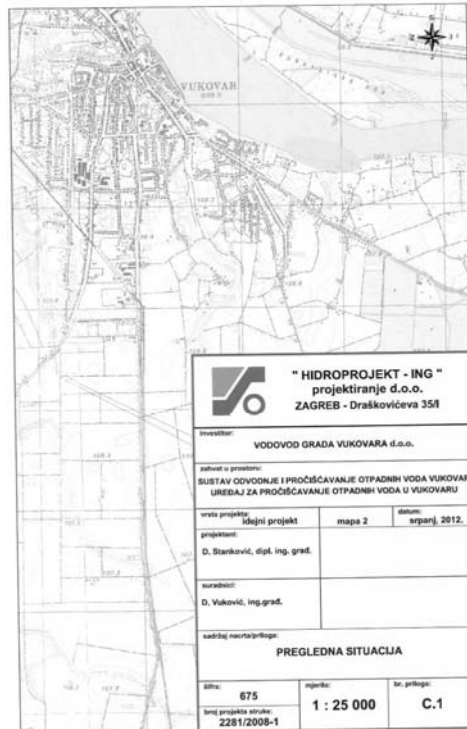 VUKOVAR
" HIDROPROJEKT - ING "
projektiranje d.o.o.
ZAGREB - Draškovićeva 35/I
investitor:
VODOVOD GRADA VUKOVARA d.o.o.
zahvat u prostoru:
SUSTAV ODVODNJE I PROČIŠĆAVANJE OTPADNIH VODA VUKOVAR
UREĐAJ ZA PROČIŠĆAVANJE OTPADNIH VODA U VUKOVARU
vrsta projekta:
idejni projekt
mapa 2
datum:
srpanj, 2012.
projektant:
D. Stanković, dipl. ing. građ.
suradnici:
D. Vuković, ing.građ.
sadržaj nacrta/priloga:
PREGLEDNA SITUACIJA
šifra:
675
mjerilo:
1 : 25 000
br. priloga:
C.1
broj projekta struke:
2281/2008-1